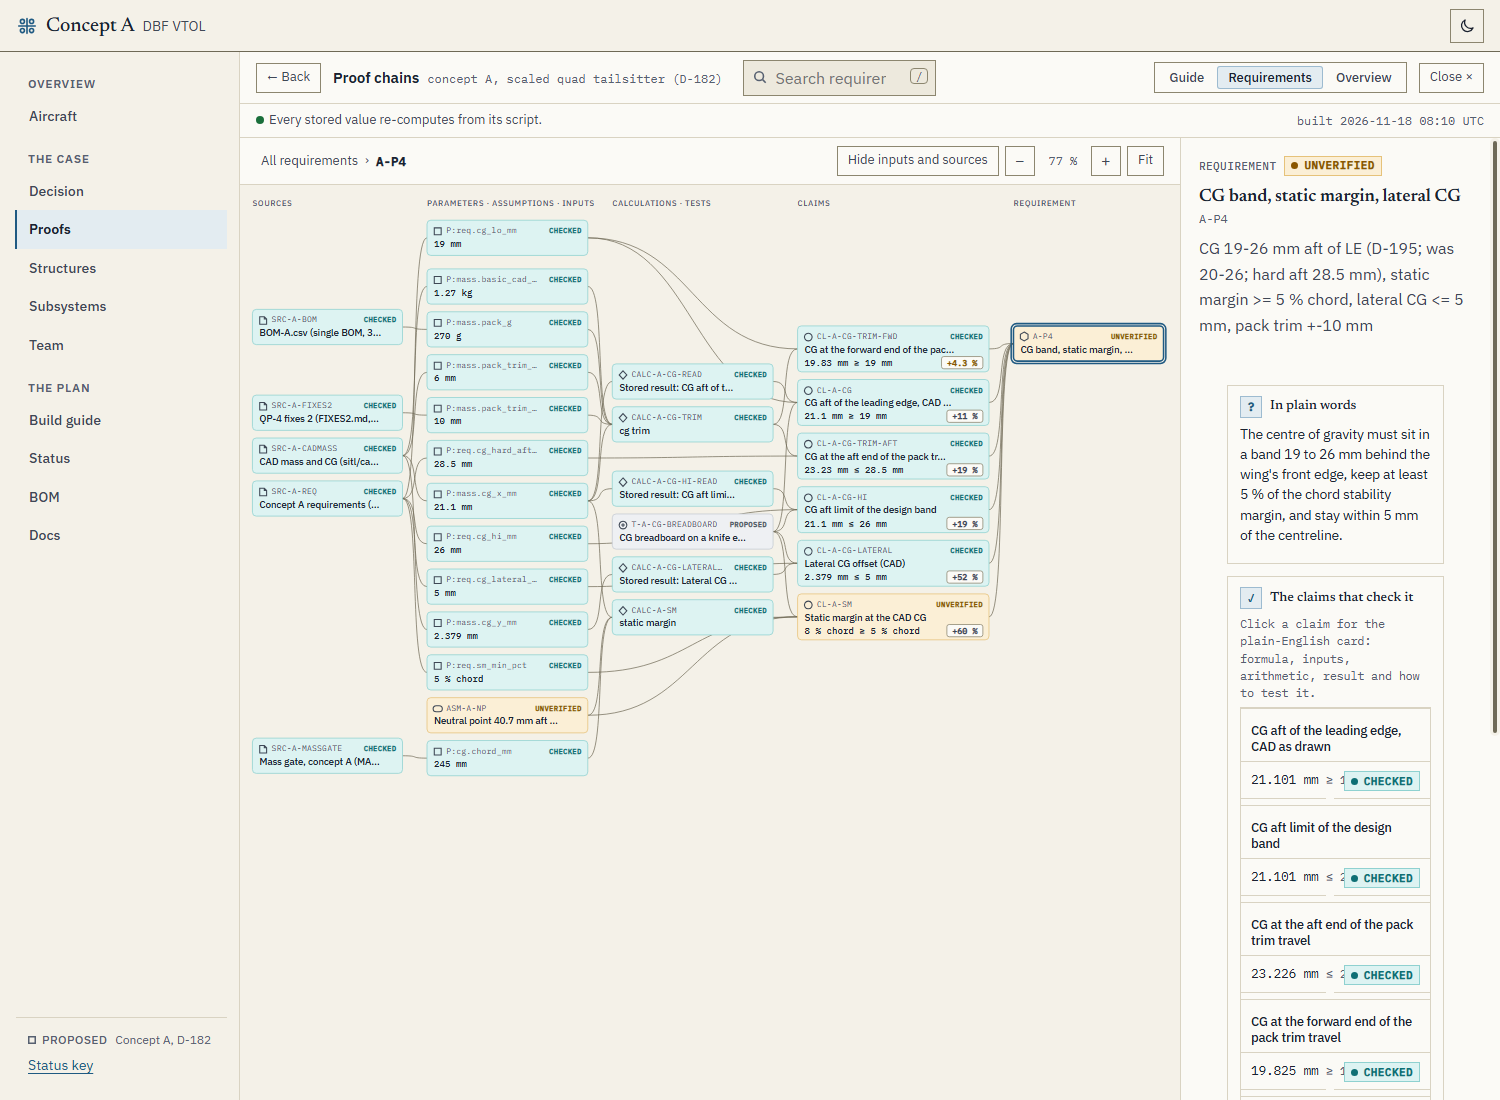 Concept A DBF VTOL
OVERVIEW
Aircraft
THE CASE
Decision
Proofs
Structures
Subsystems
Team
THE PLAN
Build guide
Status
BOM
Docs
PROPOSED Concept A, D-182
Status key
← Back
Proof chains concept A, scaled quad tailsitter (D-182)
Search requirer /
Guide Requirements Overview
Close ×
Every stored value re-computes from its script.
built 2026-11-18 08:10 UTC
All requirements › A-P4
Hide inputs and sources
− 77 % + Fit
SOURCES
SRC-A-BOM CHECKED
BOM-A.csv (single BOM, 3…
SRC-A-FIXES2 CHECKED
QP-4 fixes 2 (FIXES2.md,…
SRC-A-CADMASS CHECKED
CAD mass and CG (sitl/ca…
SRC-A-REQ CHECKED
Concept A requirements (…
SRC-A-MASSGATE CHECKED
Mass gate, concept A (MA…
PARAMETERS · ASSUMPTIONS · INPUTS
P:req.cg_lo_mm CHECKED
19 mm
P:mass.basic_cad_… CHECKED
1.27 kg
P:mass.pack_g CHECKED
270 g
P:mass.pack_trim_… CHECKED
6 mm
P:mass.pack_trim_… CHECKED
10 mm
P:req.cg_hard_aft… CHECKED
28.5 mm
P:mass.cg_x_mm CHECKED
21.1 mm
P:req.cg_hi_mm CHECKED
26 mm
P:req.cg_lateral_… CHECKED
5 mm
P:mass.cg_y_mm CHECKED
2.379 mm
P:req.sm_min_pct CHECKED
5 % chord
ASM-A-NP UNVERIFIED
Neutral point 40.7 mm aft …
P:cg.chord_mm CHECKED
245 mm
CALCULATIONS · TESTS
CALC-A-CG-READ CHECKED
Stored result: CG aft of t…
CALC-A-CG-TRIM CHECKED
cg trim
CALC-A-CG-HI-READ CHECKED
Stored result: CG aft limi…
T-A-CG-BREADBOARD PROPOSED
CG breadboard on a knife e…
CALC-A-CG-LATERAL… CHECKED
Stored result: Lateral CG …
CALC-A-SM CHECKED
static margin
CLAIMS
CL-A-CG-TRIM-FWD CHECKED
CG at the forward end of the pac…
19.83 mm ≥ 19 mm +4.3 %
CL-A-CG CHECKED
CG aft of the leading edge, CAD …
21.1 mm ≥ 19 mm +11 %
CL-A-CG-TRIM-AFT CHECKED
CG at the aft end of the pack tr…
23.23 mm ≤ 28.5 mm +19 %
CL-A-CG-HI CHECKED
CG aft limit of the design band
21.1 mm ≤ 26 mm +19 %
CL-A-CG-LATERAL CHECKED
Lateral CG offset (CAD)
2.379 mm ≤ 5 mm +52 %
CL-A-SM UNVERIFIED
Static margin at the CAD CG
8 % chord ≥ 5 % chord +60 %
REQUIREMENT
A-P4 UNVERIFIED
CG band, static margin, …
REQUIREMENT UNVERIFIED
CG band, static margin, lateral CG
A-P4
CG 19-26 mm aft of LE (D-195; was
20-26; hard aft 28.5 mm), static
margin >= 5 % chord, lateral CG <= 5
mm, pack trim +-10 mm
? In plain words
The centre of gravity must sit in
a band 19 to 26 mm behind the
wing's front edge, keep at least
5 % of the chord stability
margin, and stay within 5 mm
of the centreline.
✓ The claims that check it
Click a claim for the
plain-English card:
formula, inputs,
arithmetic, result and how
to test it.
CG aft of the leading edge,
CAD as drawn
21.101 mm ≥ 1 CHECKED
CG aft limit of the design
band
21.101 mm ≤ 2 CHECKED
CG at the aft end of the pack
trim travel
23.226 mm ≤ 2 CHECKED
CG at the forward end of the
pack trim travel
19.825 mm ≥ 1 CHECKED